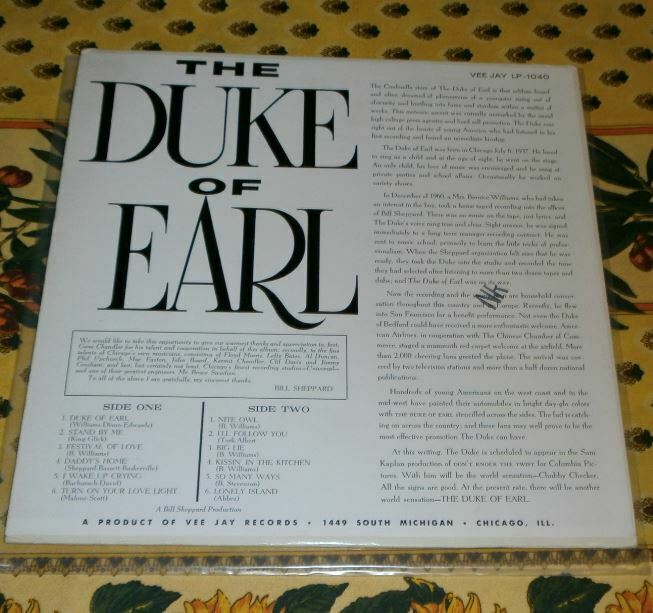 THE
DUKE
OF
EARL
VEE JAY LP-1040
The Cinderella story of The Duke of Earl is that seldom heard
and often dreamed-of phenomenon of a youngster rising out of
obscurity and hurtling into fame and stardom within a matter of
weeks. This meteoric ascent was virtually unmarked by the usual
high voltage press agentry and hard sell promotion. The Duke sang
right out of the hearts of young America who had listened to his
first recording and found an immediate kinship.
The Duke of Earl was born in Chicago July 6, 1937. He loved
to sing as a child and at the age of eight, he went on the stage.
An only child, his love of music was encouraged and he sang at
private parties and school affairs. Occasionally he worked on
variety shows.
In December of 1960, a Mrs. Bernice Williams, who had taken
an interest in the boy, took a home taped recording into the offices
of Bill Sheppard. There was no music on the tape, just lyrics, and
The Duke's voice rang true and clear. Sight unseen, he was signed
immediately to a long term manager-recording contract. He was
sent to music school, primarily to learn the little tricks of profes-
sionalism. When the Sheppard organization felt sure that he was
ready, they took the Duke into the studio and recorded the tune
they had selected after listening to more than two dozen tapes and
dubs; and The Duke of Earl was on its way.
Now the recording and the are household conver-
sation throughout this country and Europe. Recently, he flew
into San Francisco for a benefit performance. Not even the Duke
of Bedford could have received a more enthusiastic welcome. Amer-
ican Airlines, in cooperation with The Chinese Chamber of Com-
merce, staged a mammoth red-carpet welcome at the airfield. More
than 2,000 cheering fans greeted the plane. The arrival was cov-
ered by two television stations and more than a half dozen national
publications.
Hundreds of young Americans on the west coast and in the
mid-west have painted their automobiles in bright day-glo colors
with THE DUKE OF EARL stencilled across the sides. The fad is catch-
ing on across the country; and these fans may well prove to be the
most effective promotion The Duke can have.
At this writing, The Duke is scheduled to appear in the Sam
Kaplan production of DON'T KNOCK THE TWIST for Columbia Pic-
tures. With him will be the world sensation—Chubby Checker.
All the signs are good. At the present rate, there will be another
world sensation—THE DUKE OF EARL.
We would like to take this opportunity to give our warmest thanks and appreciation to, first,
Gene Chandler for his talent and cooperation in behalf of this album; secondly, to the fine
talents of Chicago's own musicians, consisting of Floyd Morris, Lefty Bates, Al Duncan,
Phil Upchurch, Mac Easton, John Board, Kermit Chandler, Clif Davis and Jimmy
and last, but certainly not least, Chicago's finest recording studios—Universal—
and one of their greatest engineers, Mr. Bruce Swedien.
To all of the above I am gratefully, my sincerest thanks.
BILL SHEPPARD
SIDE ONE
1. DUKE OF EARL
(Williams-Dixon-Edwards)
2. STAND BY ME
(King-Glick)
3. FESTIVAL OF LOVE
(B. Williams)
4. DADDY'S HOME
(Sheppard-Bassett-Baskerville)
5. I WAKE UP CRYING
(Bacharach-David)
6. TURN ON YOUR LOVE LIGHT
(Malone-Scott)
SIDE TWO
1. NITE OWL
(B. Williams)
2. I'LL FOLLOW YOU
(Turk-Ahlert)
3. BIG LIE
(B. Williams)
4. KISSIN' IN THE KITCHEN
(B. Williams)
5. SO MANY WAYS
(B. Stevenson)
6. LONELY ISLAND
(Ahbez)
A Bill Sheppard Production
A PRODUCT OF VEE JAY RECORDS • 1449 SOUTH MICHIGAN • CHICAGO, ILL.